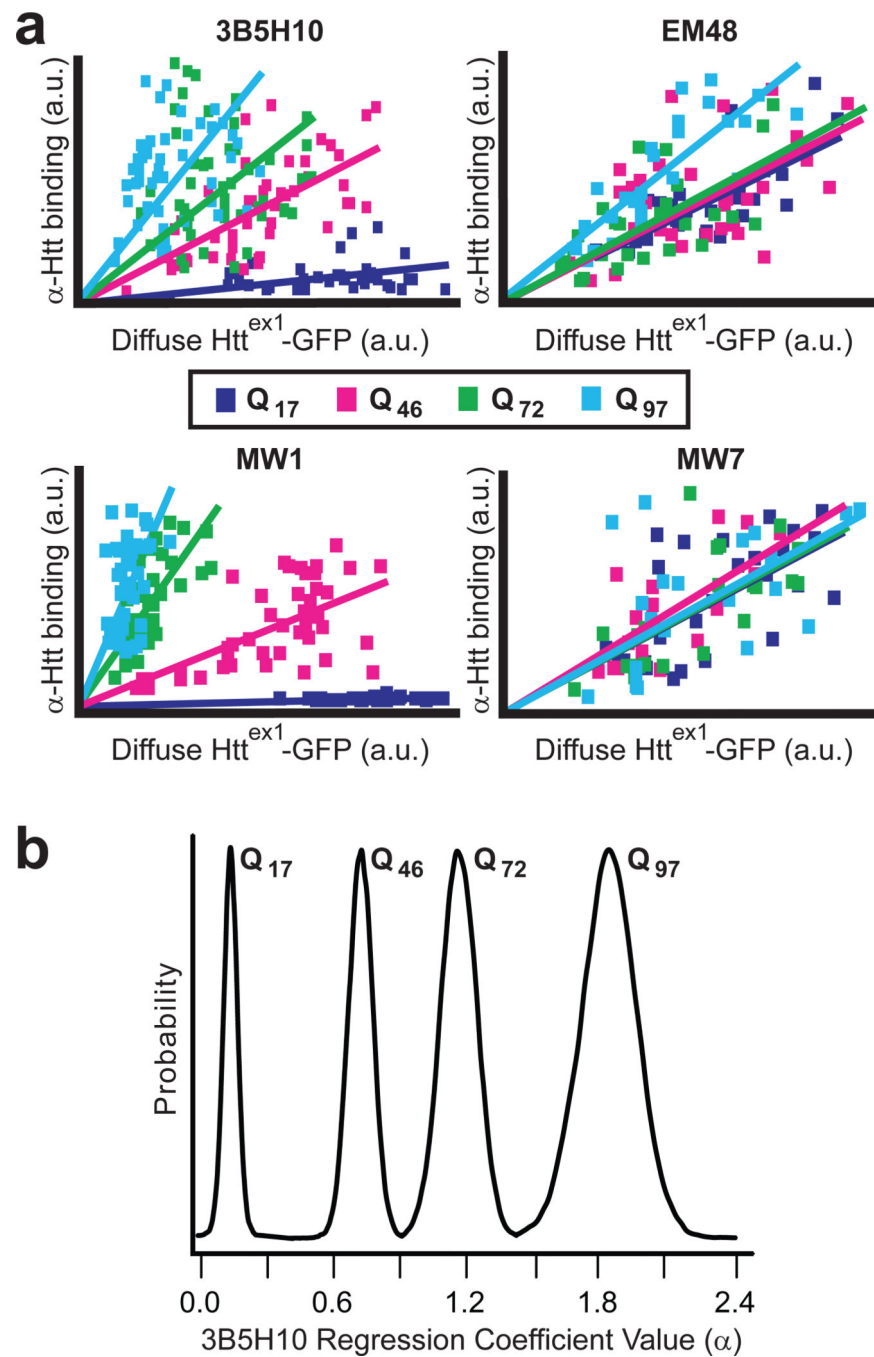 a
3B5H10
EM48
α-Htt binding (a.u.)
α-Htt binding (a.u.)
Diffuse Htt^ex1-GFP (a.u.)
Diffuse Htt^ex1-GFP (a.u.)
Q17 Q46 Q72 Q97
MW1
MW7
α-Htt binding (a.u.)
α-Htt binding (a.u.)
Diffuse Htt^ex1-GFP (a.u.)
Diffuse Htt^ex1-GFP (a.u.)
b
Q17 Q46 Q72 Q97
Probability
0.0 0.6 1.2 1.8 2.4
3B5H10 Regression Coefficient Value (α)